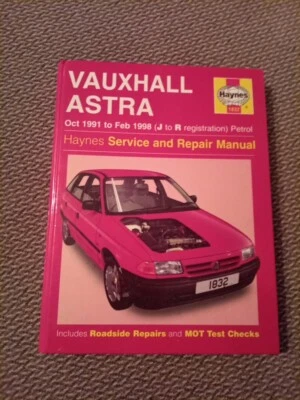 VAUXHALL
ASTRA
Haynes
1832
Oct 1991 to Feb 1998 (J to R registration) Petrol
Haynes Service and Repair Manual
1832
Includes Roadside Repairs and MOT Test Checks